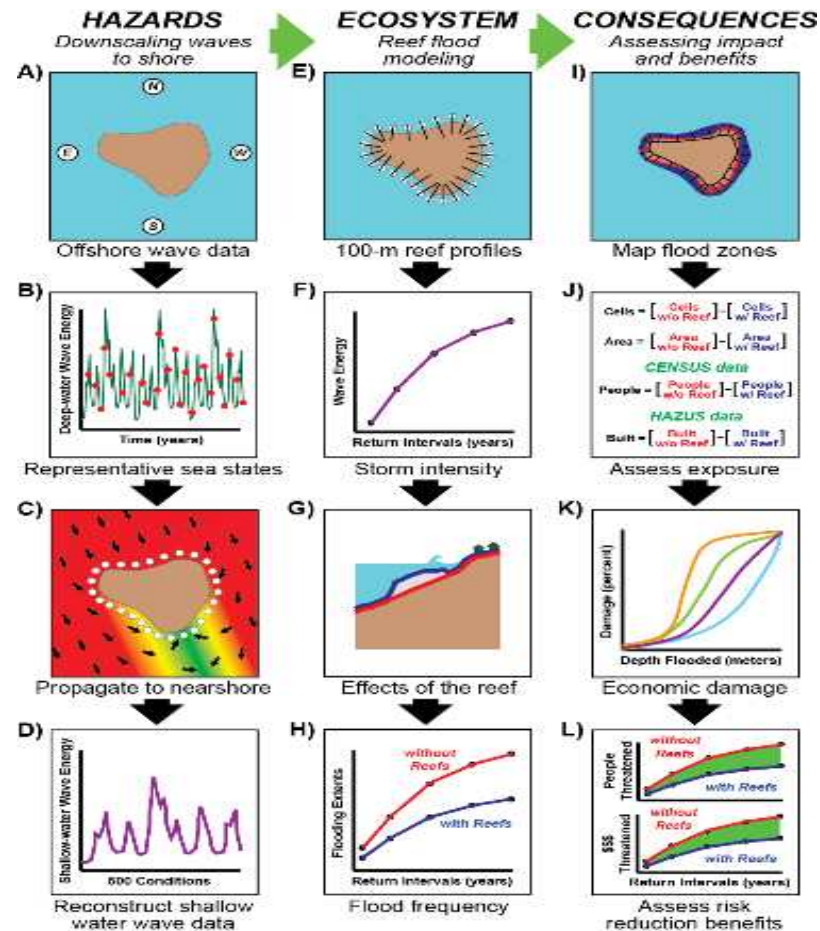 HAZARDS
Downscaling waves
to shore
A)
N
E
W
S
Offshore wave data
B)
Deep-water Wave Energy
Time (years)
Representative sea states
C)
Propagate to nearshore
D)
Shallow-water Wave Energy
500 Conditions
Reconstruct shallow
water wave data
ECOSYSTEM
Reef flood
modeling
E)
100-m reef profiles
F)
Wave Energy
Return Intervals (years)
Storm intensity
G)
Effects of the reef
H)
Flooding Extents
without
Reefs
with Reefs
Return Intervals (years)
Flood frequency
CONSEQUENCES
Assessing impact
and benefits
I)
Map flood zones
J)
Cells = [Cells w/o Reef] - [Cells w/ Reef]
Area = [Area w/o Reef] - [Area w/ Reef]
CENSUS data
People = [People w/o Reef] - [People w/ Reef]
HAZUS data
Built = [Built w/o Reef] - [Built w/ Reef]
Assess exposure
K)
Damage (percent)
Depth Flooded (meters)
Economic damage
L)
People
Threatened
without
Reefs
with Reefs
$$$
Threatened
without
Reefs
with Reefs
Return Intervals (years)
Assess risk
reduction benefits